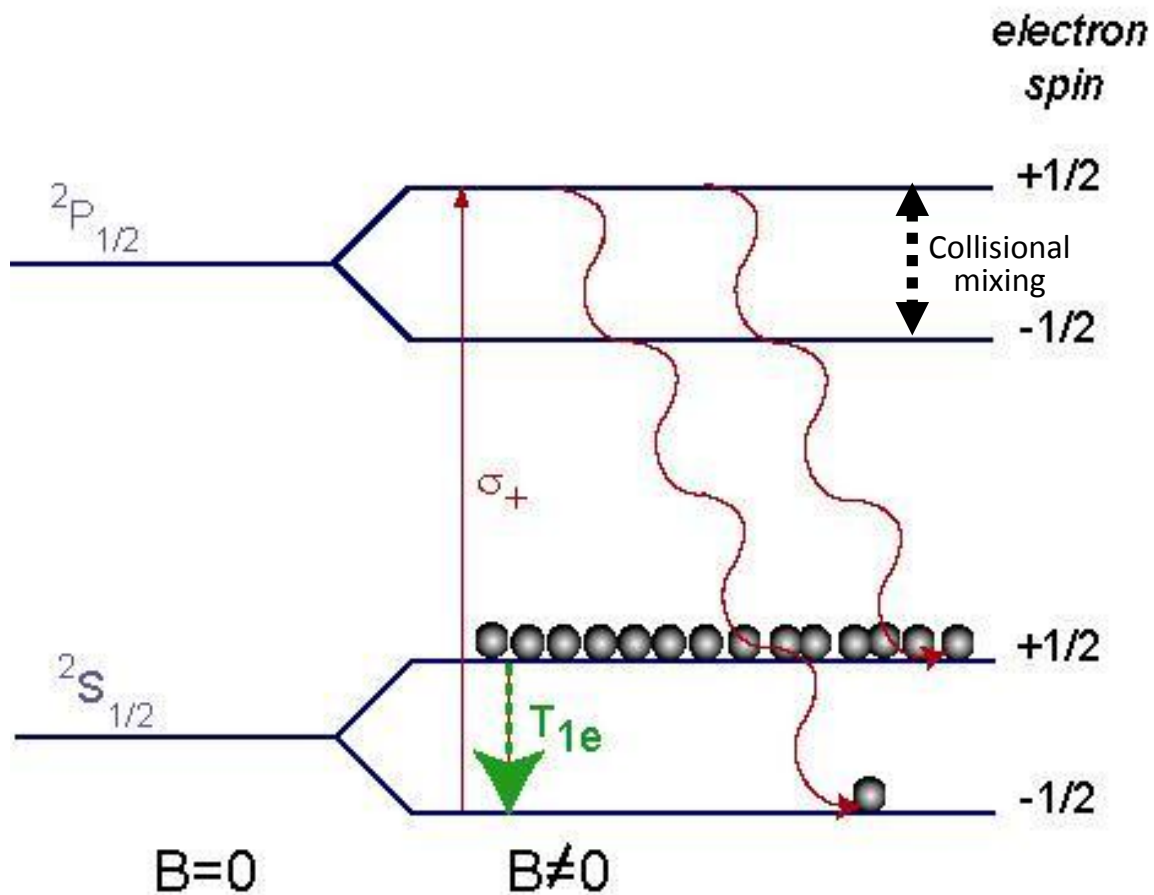 electron
spin
+1/2
²P₁/₂
Collisional
mixing
-1/2
σ+
+1/2
²S₁/₂
T₁ₑ
-1/2
B=0
B≠0